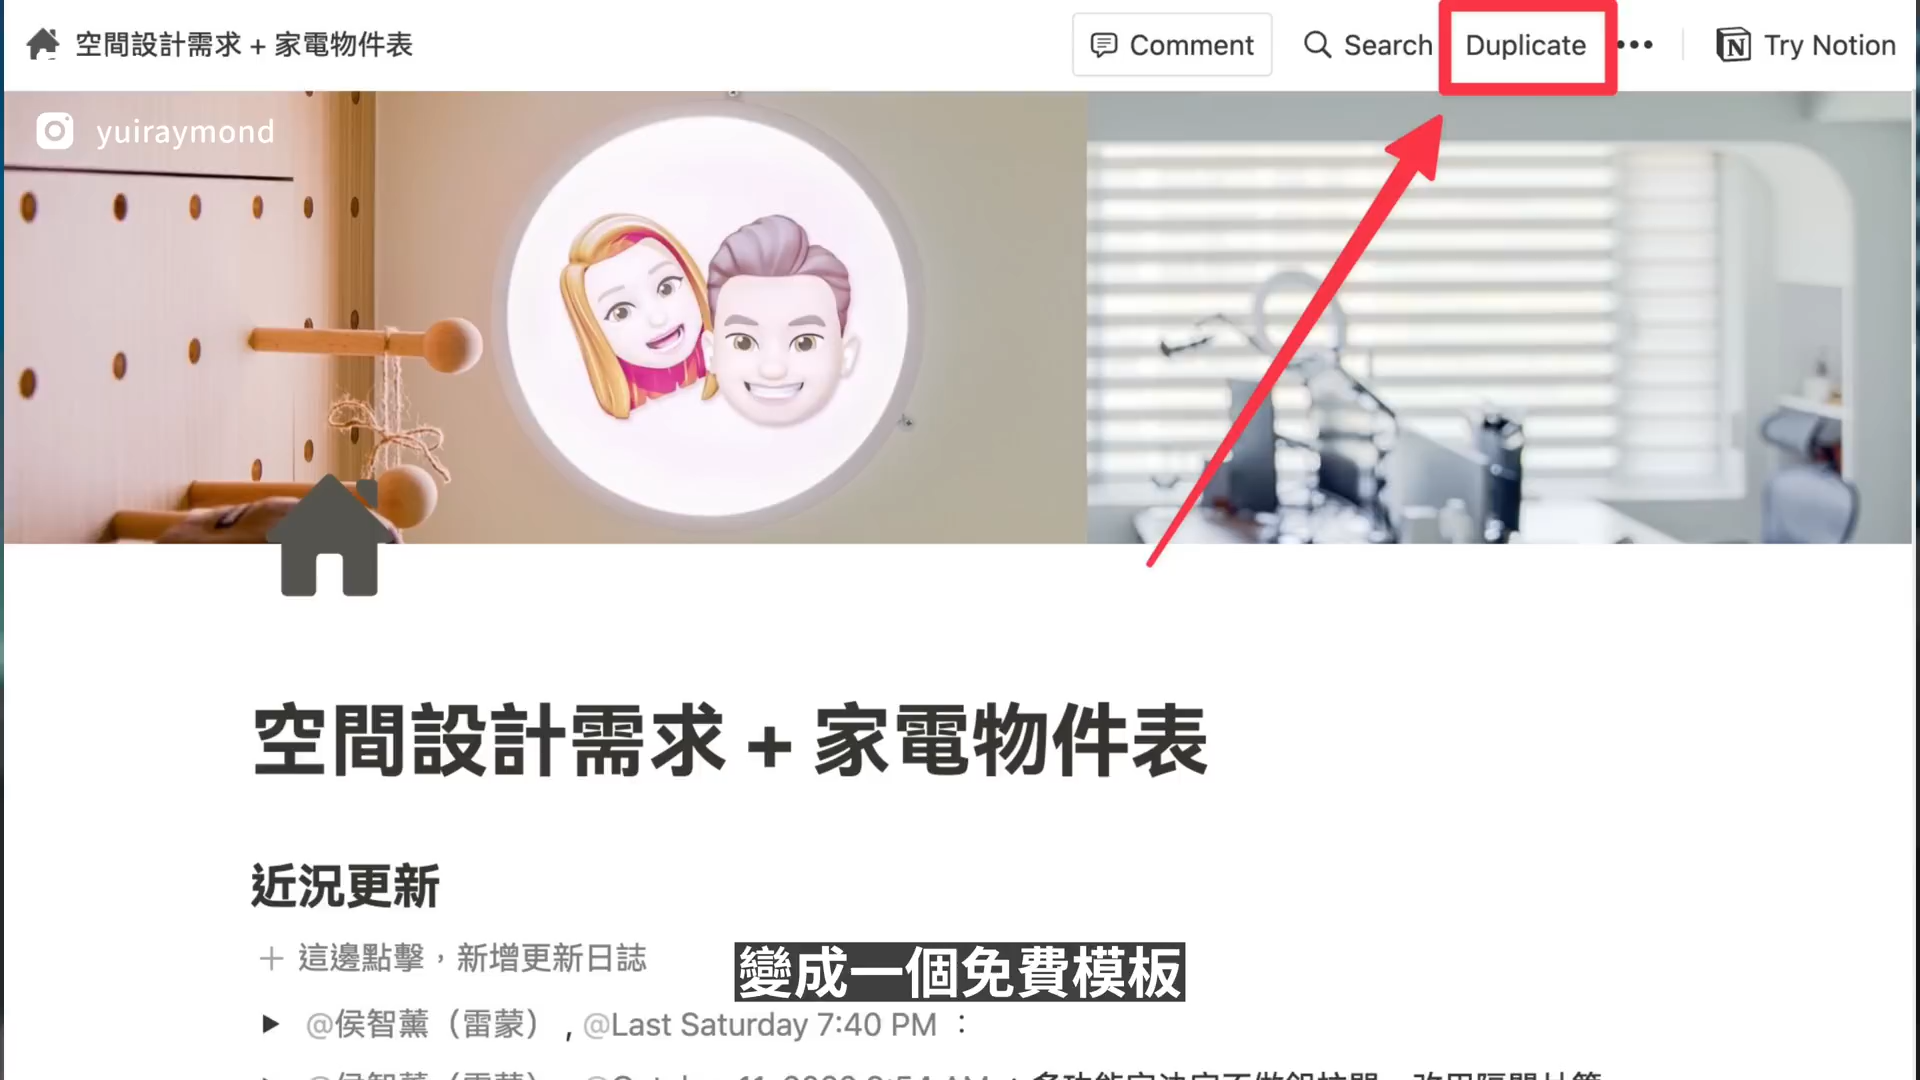 空間設計需求 + 家電物件表
Comment
Search
Duplicate
Try Notion
yuiraymond
空間設計需求 + 家電物件表
近況更新
這邊點擊，新增更新日誌
變成一個免費模板
@侯智薰（雷蒙） , @Last Saturday 7:40 PM ：